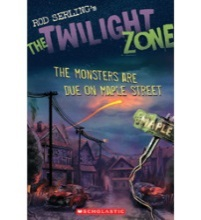 ROD SERLING'S
THE TWILIGHT
ZONE
THE MONSTERS ARE
DUE ON MAPLE STREET
MAPLE
SCHOLASTIC